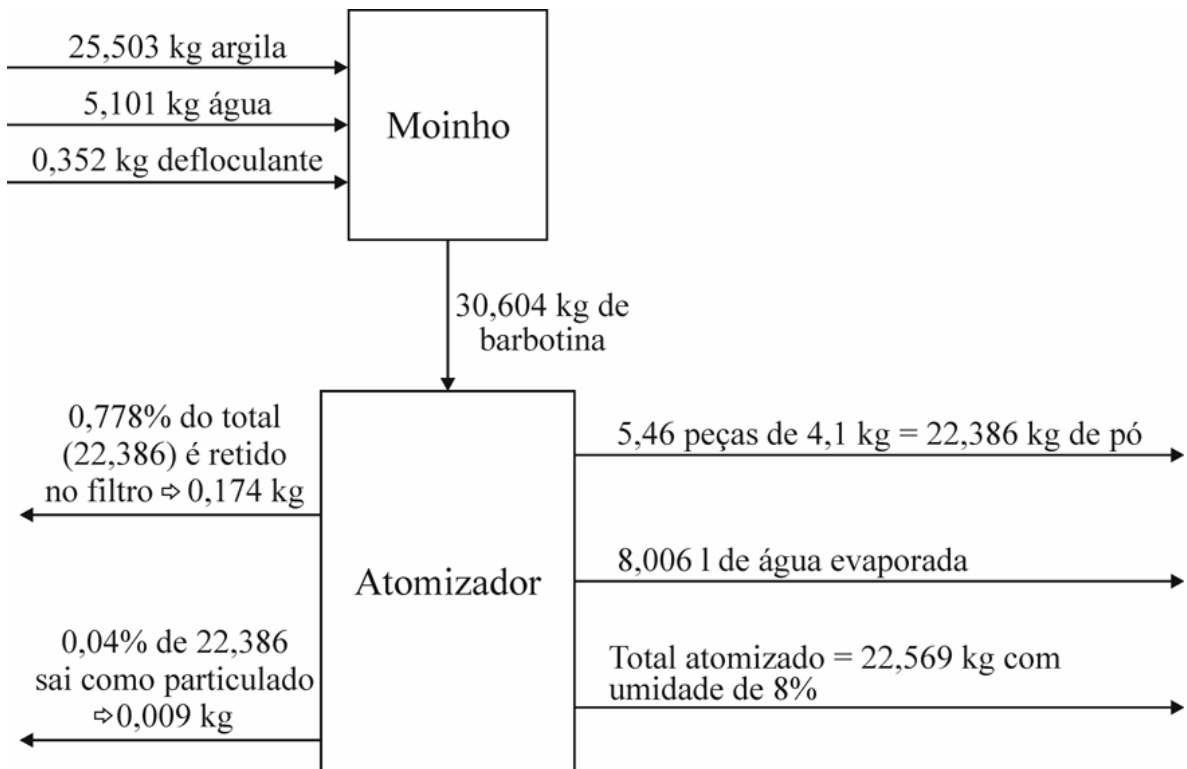 25,503 kg argila
5,101 kg água
0,352 kg defloculante
Moinho
30,604 kg de
barbotina
0,778% do total
(22,386) é retido
no filtro ⇨ 0,174 kg
5,46 peças de 4,1 kg = 22,386 kg de pó
8,006 l de água evaporada
Atomizador
0,04% de 22,386
sai como particulado
⇨0,009 kg
Total atomizado = 22,569 kg com
umidade de 8%